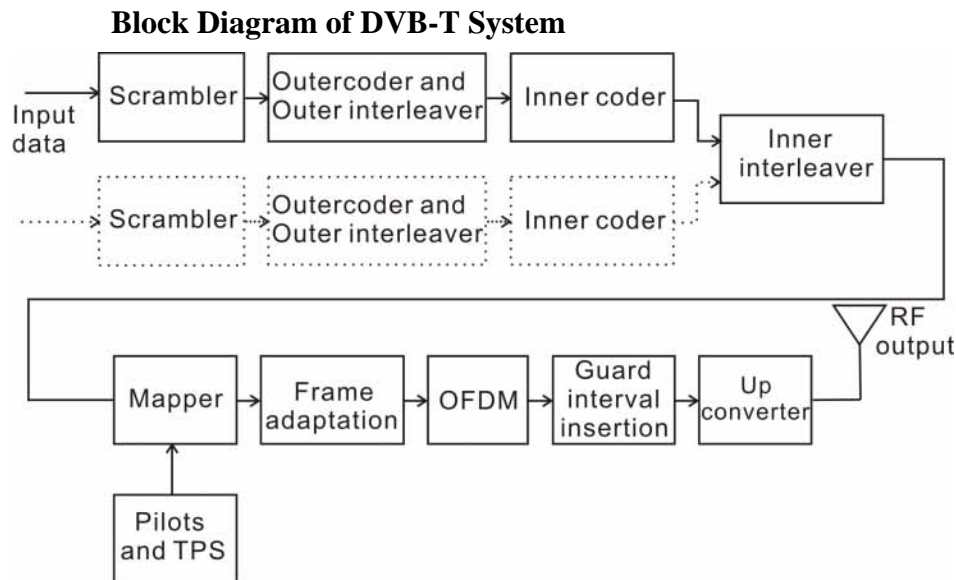 Block Diagram of DVB-T System
Input
data
Scrambler
Outercoder and
Outer interleaver
Inner coder
Inner
interleaver
Scrambler
Outercoder and
Outer interleaver
Inner coder
RF
output
Mapper
Frame
adaptation
OFDM
Guard
interval
insertion
Up
converter
Pilots
and TPS